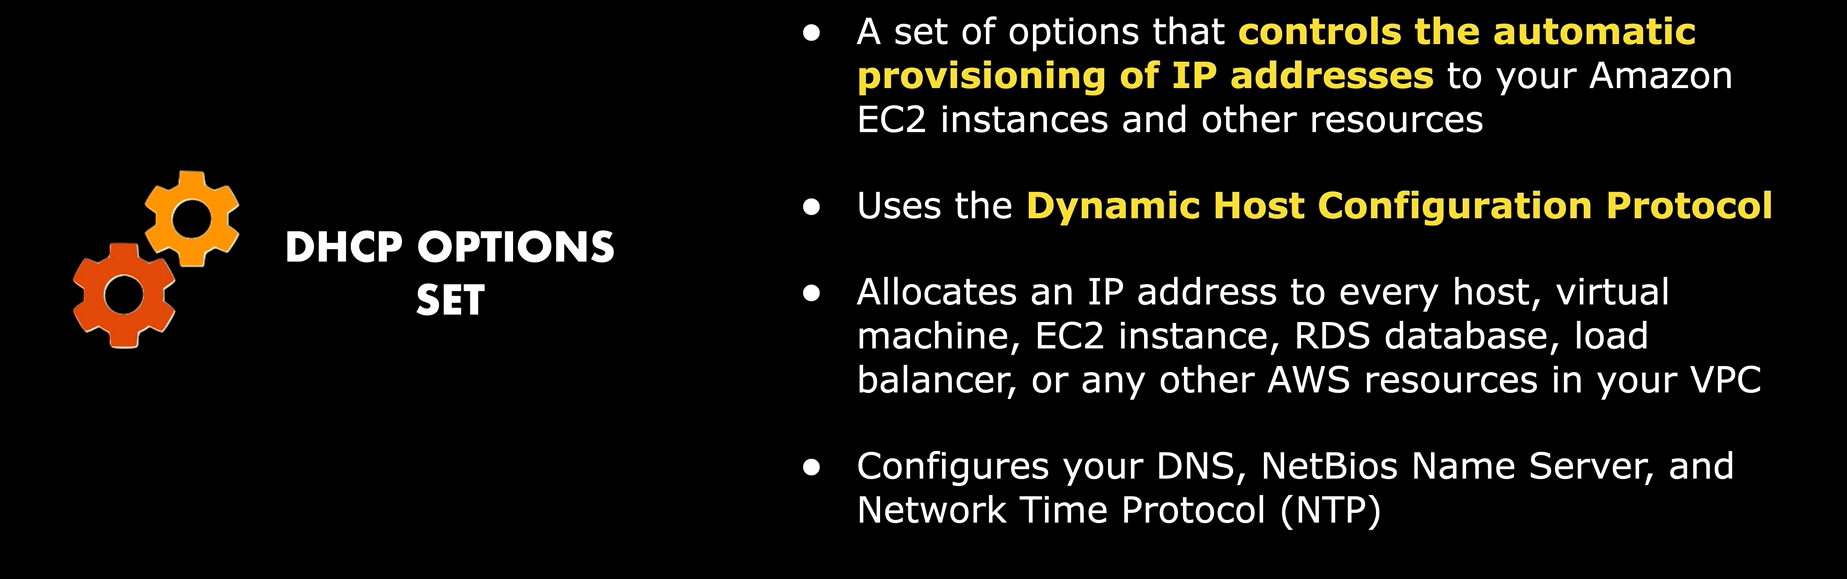 DHCP OPTIONS
SET
● A set of options that controls the automatic
provisioning of IP addresses to your Amazon
EC2 instances and other resources
● Uses the Dynamic Host Configuration Protocol
● Allocates an IP address to every host, virtual
machine, EC2 instance, RDS database, load
balancer, or any other AWS resources in your VPC
● Configures your DNS, NetBios Name Server, and
Network Time Protocol (NTP)